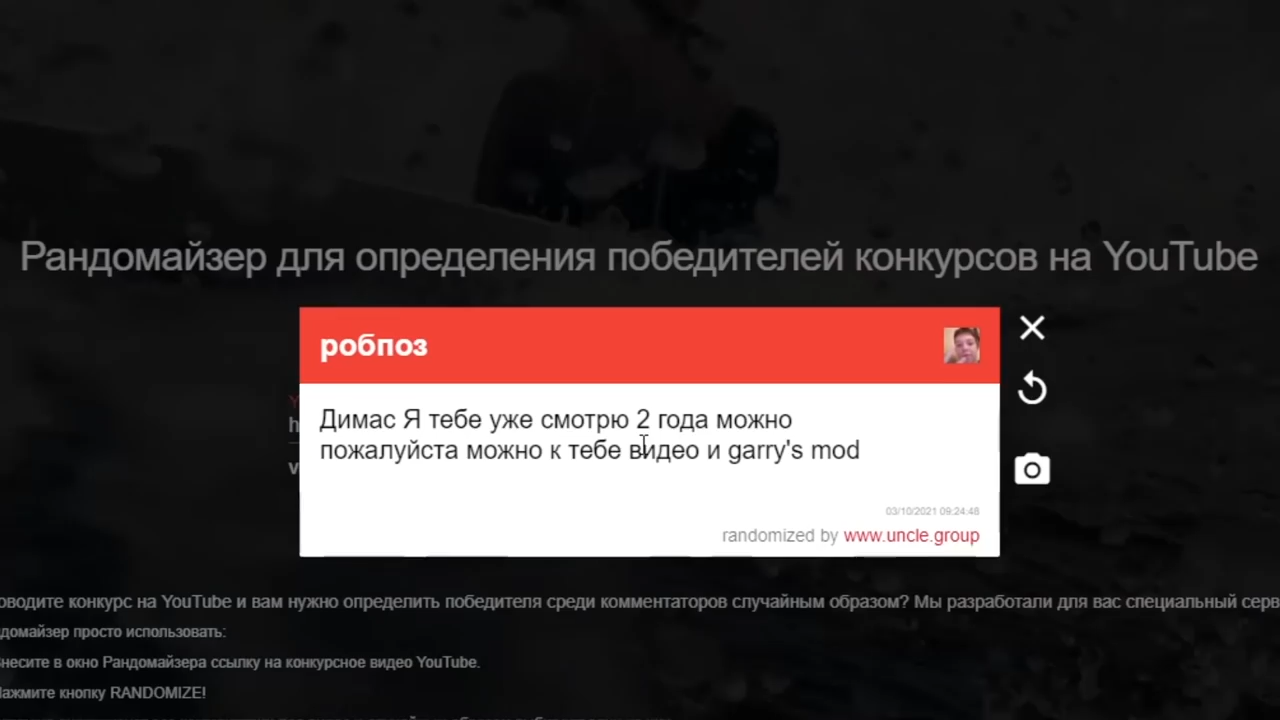 Рандомайзер для определения победителей конкурсов на YouTube
робпоз
Димас Я тебе уже смотрю 2 года можно
пожалуйста можно к тебе видео и garry's mod
03/10/2021 09:24:48
randomized by www.uncle.group
оводите конкурс на YouTube и вам нужно определить победителя среди комментаторов случайным образом? Мы разработали для вас специальный серв
ндомайзер просто использовать:
несите в окно Рандомайзера ссылку на конкурсное видео YouTube.
ажмите кнопку RANDOMIZE!